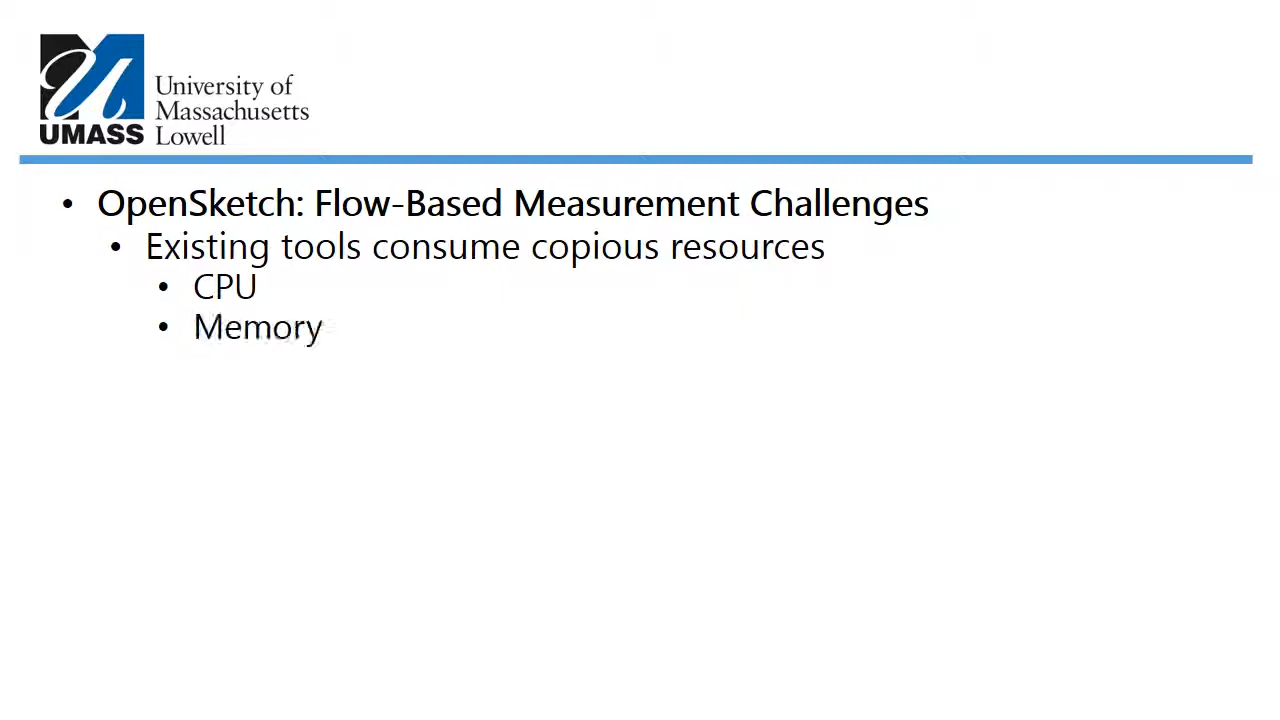 University of
Massachusetts
UMASS Lowell
• OpenSketch: Flow-Based Measurement Challenges
• Existing tools consume copious resources
• CPU
• Memory